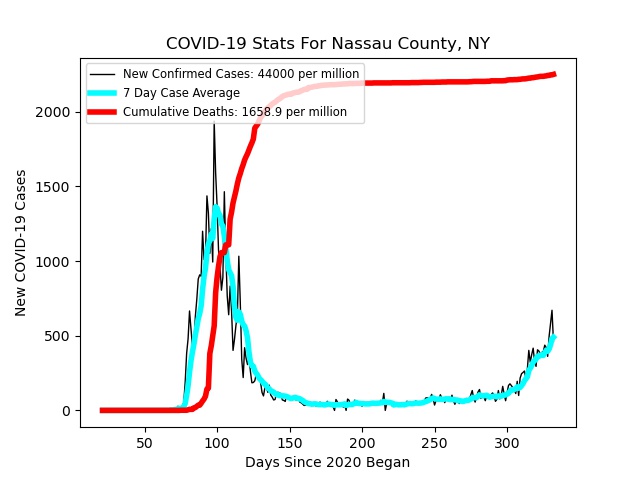 COVID-19 Stats For Nassau County, NY
New Confirmed Cases: 44000 per million
7 Day Case Average
Cumulative Deaths: 1658.9 per million
New COVID-19 Cases
2000
1500
1000
500
0
50
100
150
200
250
300
Days Since 2020 Began